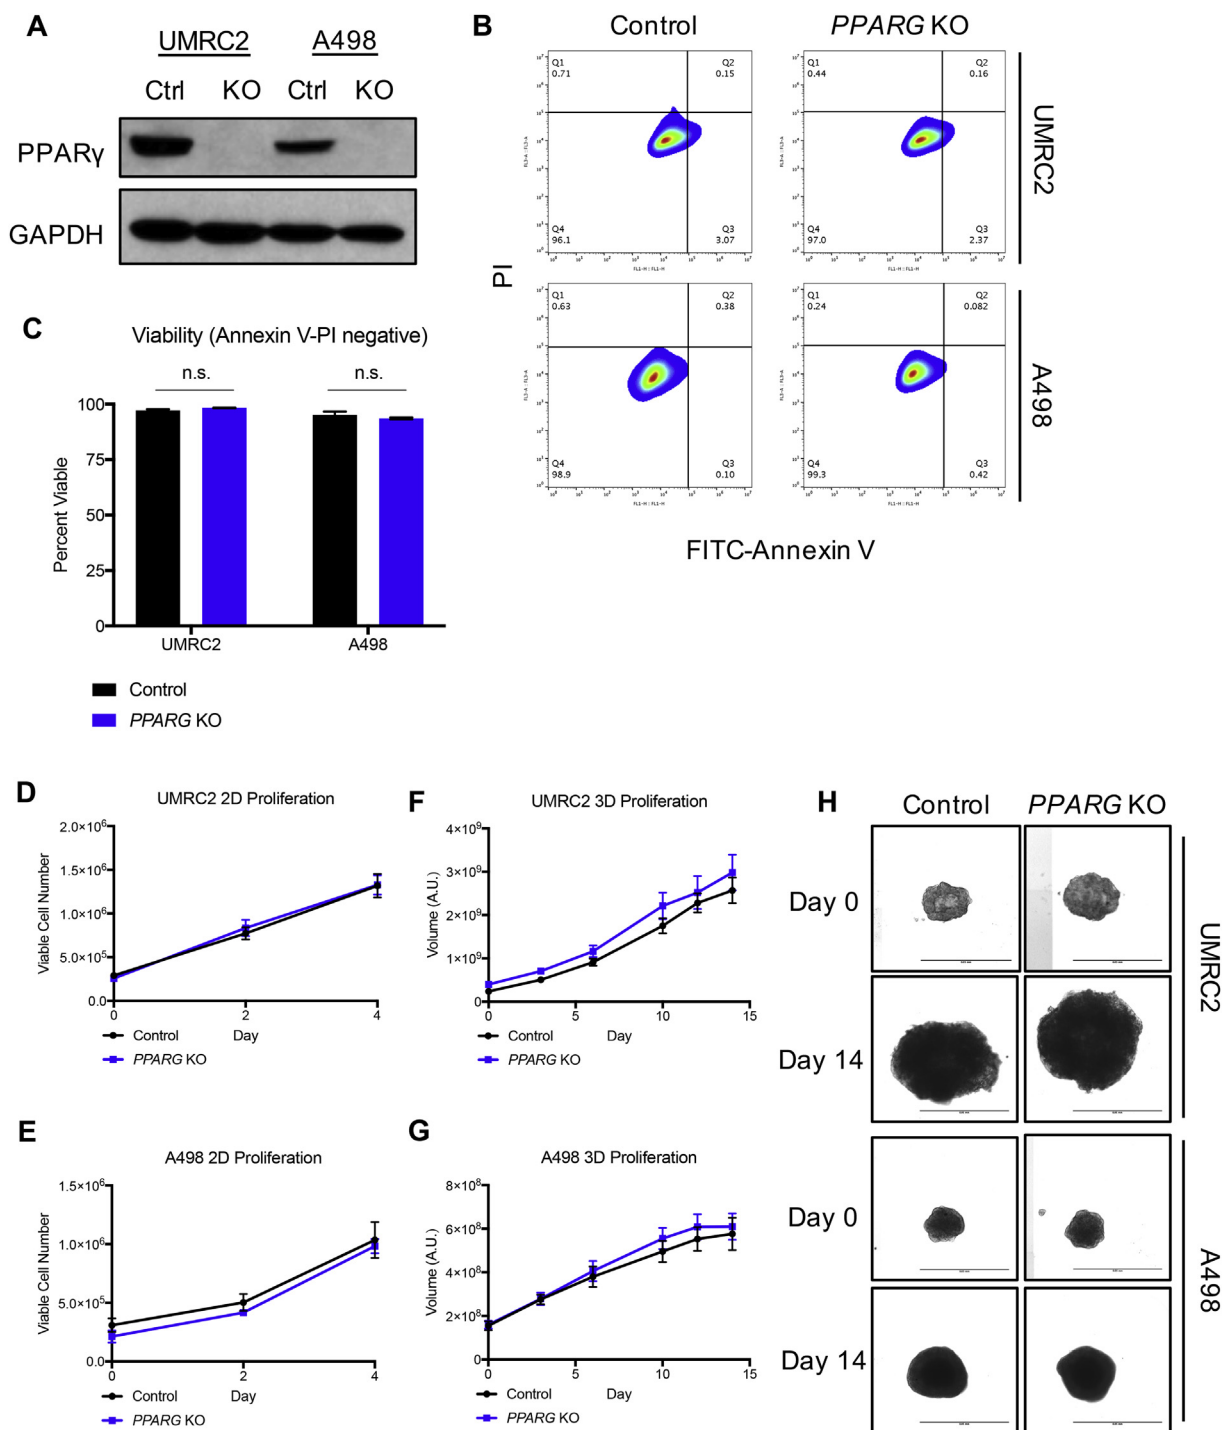 A
UMRC2 A498
Ctrl KO Ctrl KO
PPARγ
GAPDH
B
Control PPARG KO
Q1
0.71
Q2
0.15
Q4
96.1
Q3
3.07
Q1
0.44
Q2
0.16
Q4
97.0
Q3
2.37
UMRC2
Q1
0.63
Q2
0.38
Q4
98.9
Q3
0.10
Q1
0.24
Q2
0.082
Q4
99.3
Q3
0.42
A498
PI
FL1-H : FL1-H
FL1-H : FL1-H
FL1-H : FL1-H
FL1-H : FL1-H
FITC-Annexin V
C
Viability (Annexin V-PI negative)
n.s. n.s.
Percent Viable
100
75
50
25
0
UMRC2 A498
Control
PPARG KO
D
UMRC2 2D Proliferation
Viable Cell Number
2.0×10⁶
1.5×10⁶
1.0×10⁶
5.0×10⁵
0.0
0 2 4
Day
Control
PPARG KO
F
UMRC2 3D Proliferation
Volume (A.U.)
4×10⁹
3×10⁹
2×10⁹
1×10⁹
0
0 5 10 15
Day
Control
PPARG KO
E
A498 2D Proliferation
Viable Cell Number
1.5×10⁶
1.0×10⁶
5.0×10⁵
0.0
0 2 4
Day
Control
PPARG KO
G
A498 3D Proliferation
Volume (A.U.)
8×10⁸
6×10⁸
4×10⁸
2×10⁸
0
0 5 10 15
Day
Control
PPARG KO
H
Control PPARG KO
Day 0
Day 14
UMRC2
Day 0
Day 14
A498